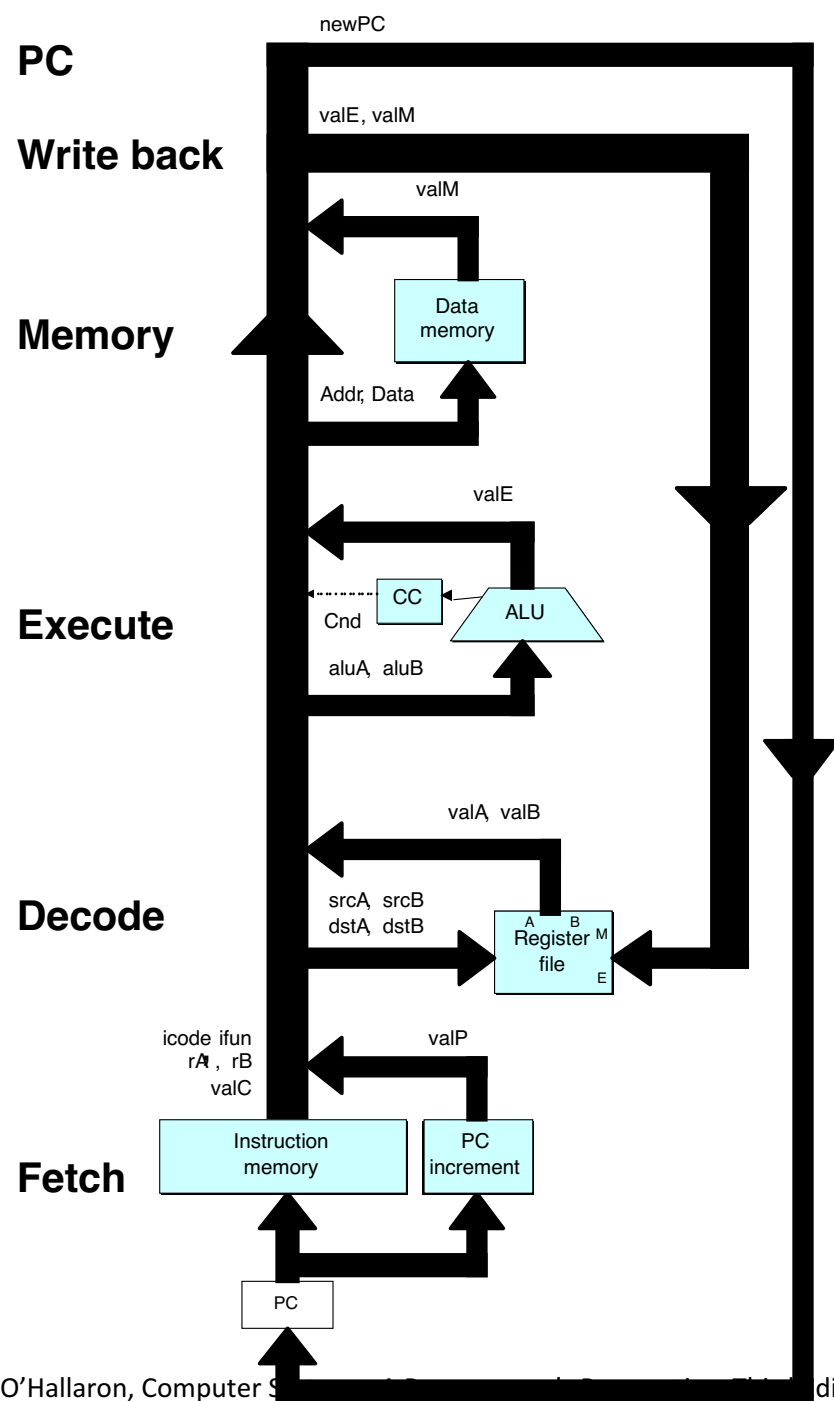 newPC
PC
valE, valM
Write back
valM
Data
memory
Memory
Addr, Data
valE
CC
ALU
Execute
Cnd
aluA, aluB
valA, valB
srcA, srcB
dstA, dstB
Decode
A B
Register M
file
E
icode ifun
rA, rB
valC
valP
Instruction
memory
PC
increment
Fetch
PC
O'Hallaron, Computer